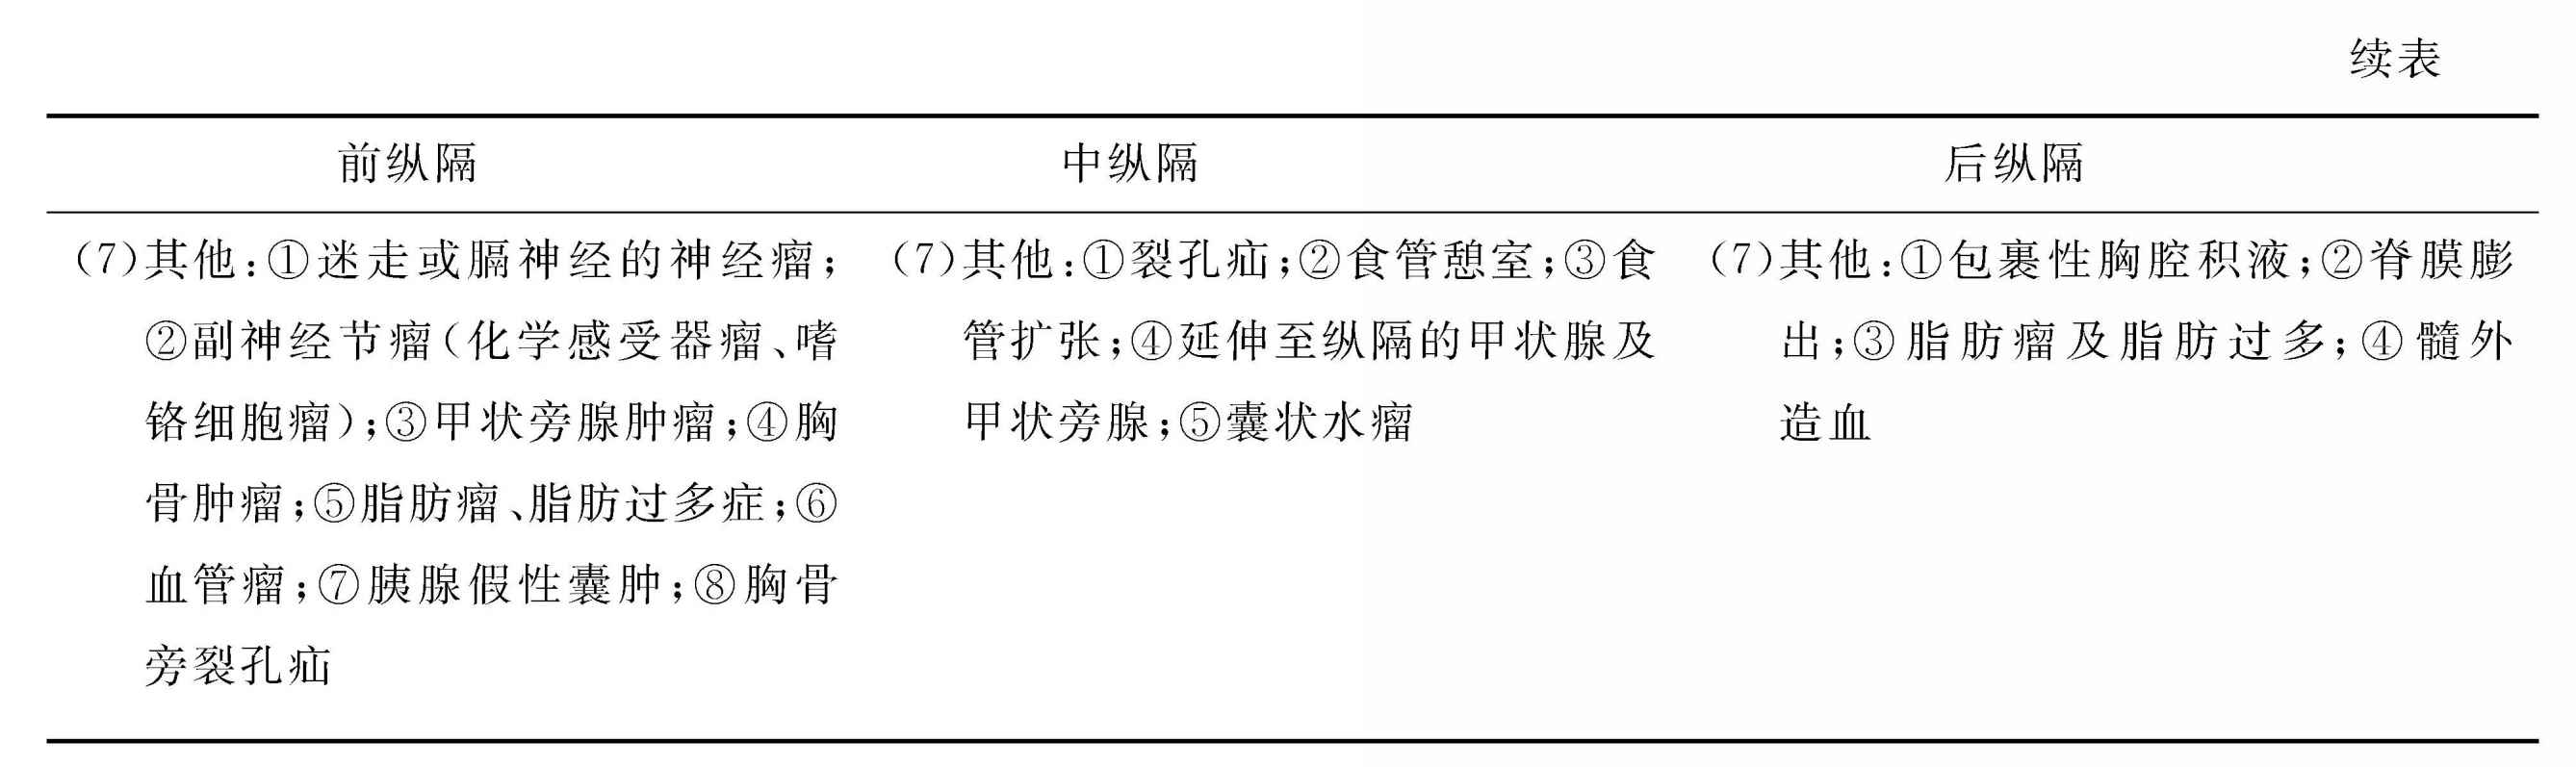 续表
前纵隔 中纵隔 后纵隔
(7)其他:①迷走或膈神经的神经瘤;
②副神经节瘤(化学感受器瘤、嗜
铬细胞瘤);③甲状旁腺肿瘤;④胸
骨肿瘤;⑤脂肪瘤、脂肪过多症;⑥
血管瘤;⑦胰腺假性囊肿;⑧胸骨
旁裂孔疝
(7)其他:①裂孔疝;②食管憩室;③食
管扩张;④延伸至纵隔的甲状腺及
甲状旁腺;⑤囊状水瘤
(7)其他:①包裹性胸腔积液;②脊膜膨
出;③脂肪瘤及脂肪过多;④髓外
造血